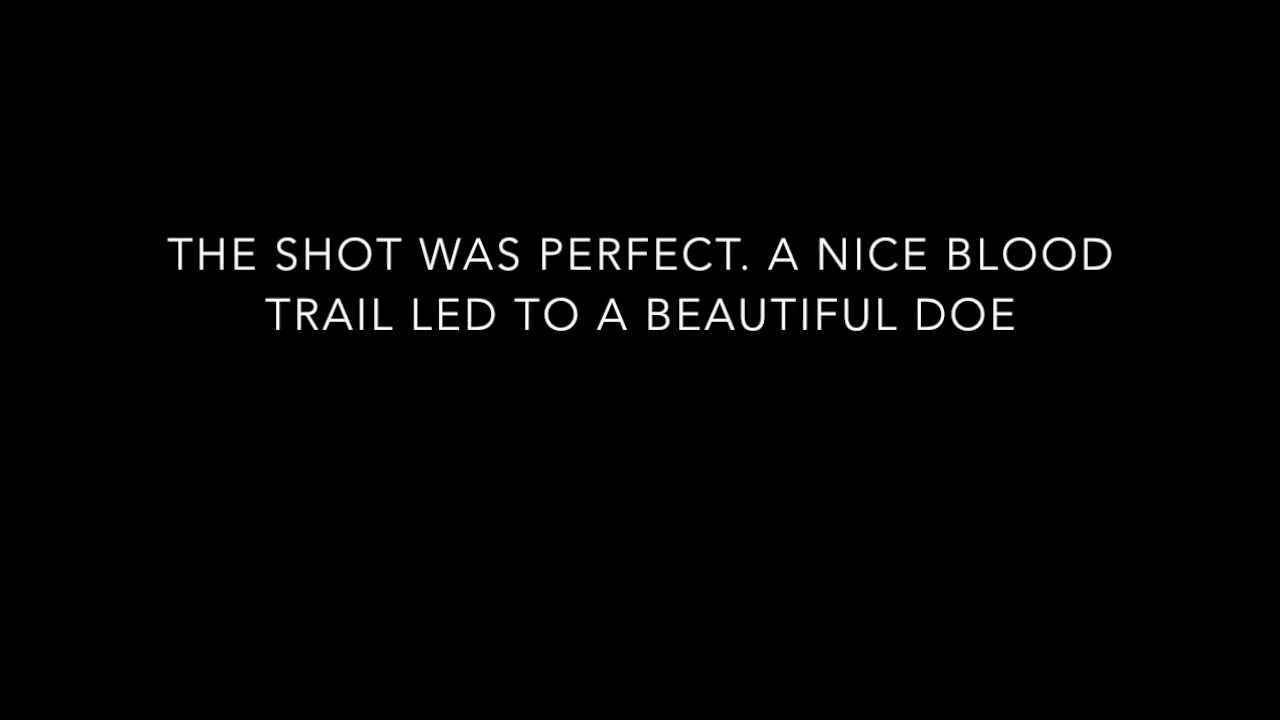 THE SHOT WAS PERFECT. A NICE BLOOD
TRAIL LED TO A BEAUTIFUL DOE